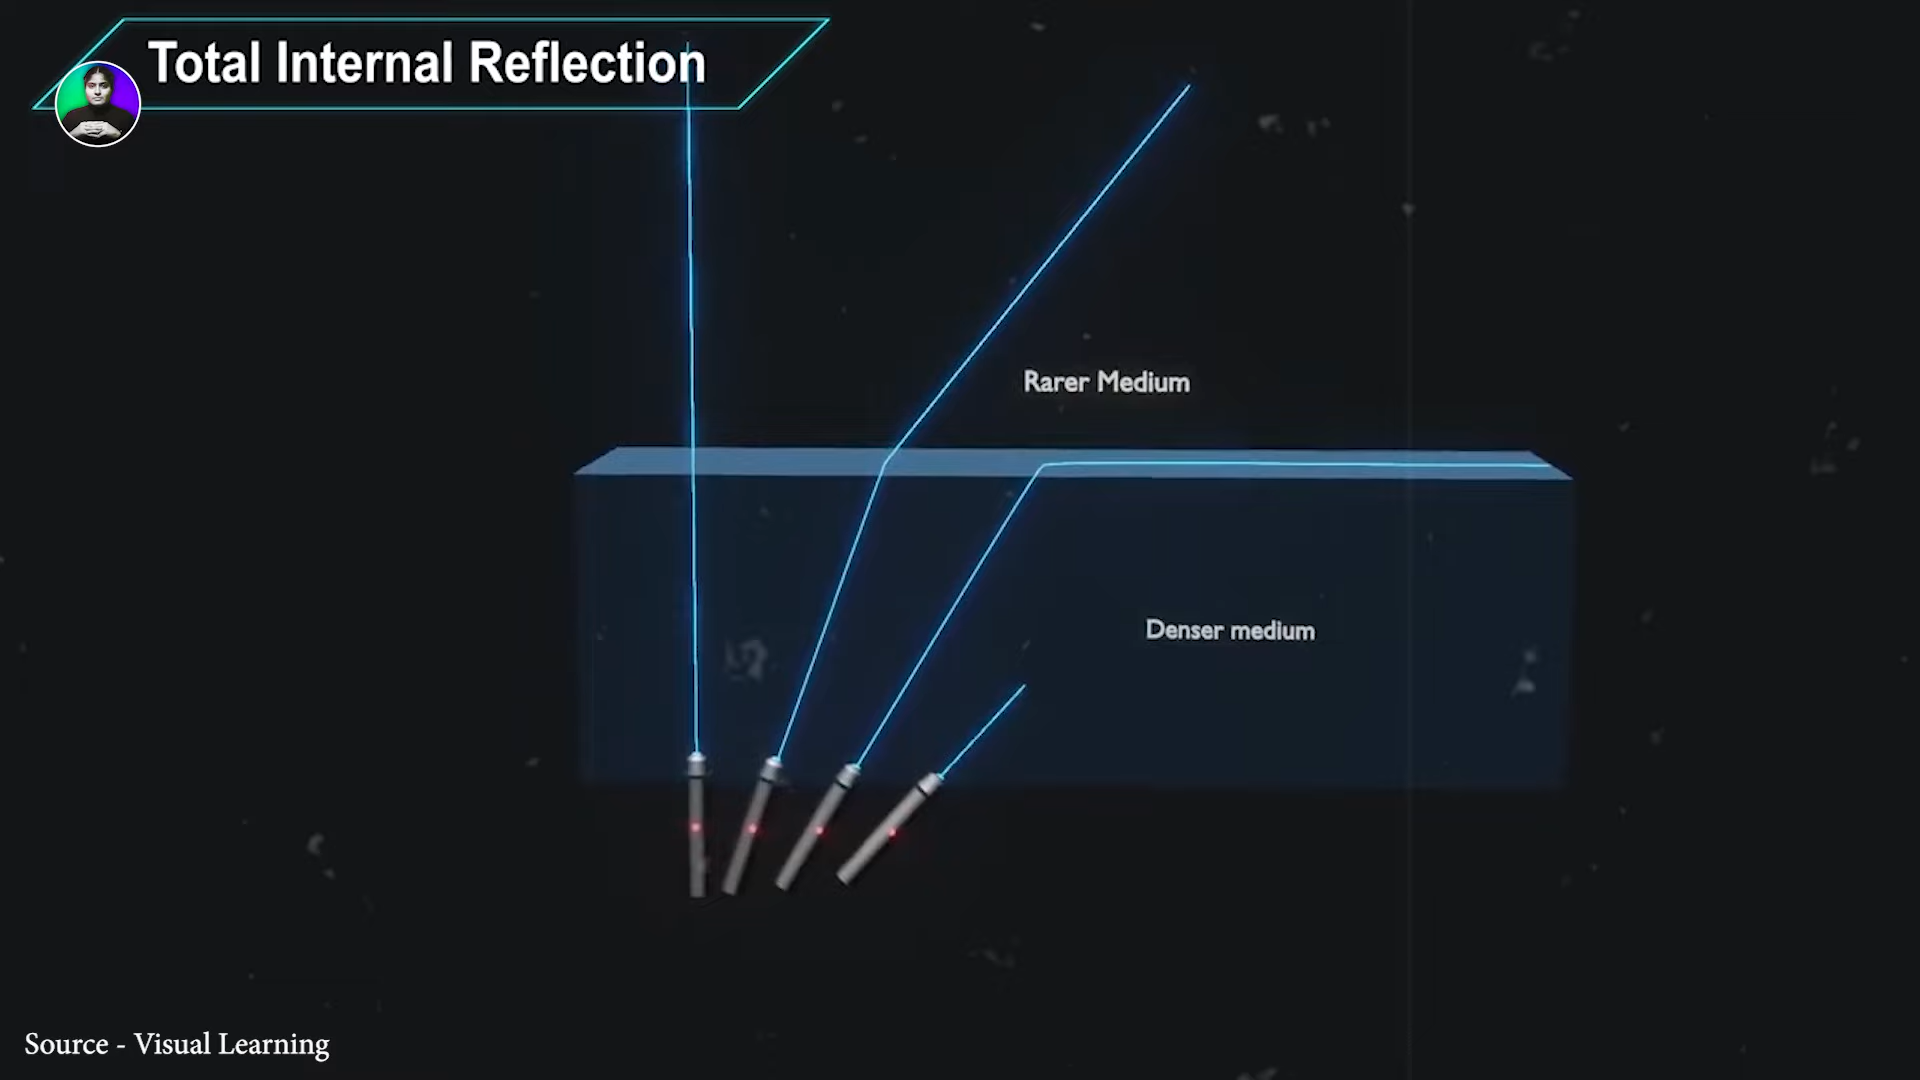 Total Internal Reflection
Rarer Medium
Denser medium
Source - Visual Learning